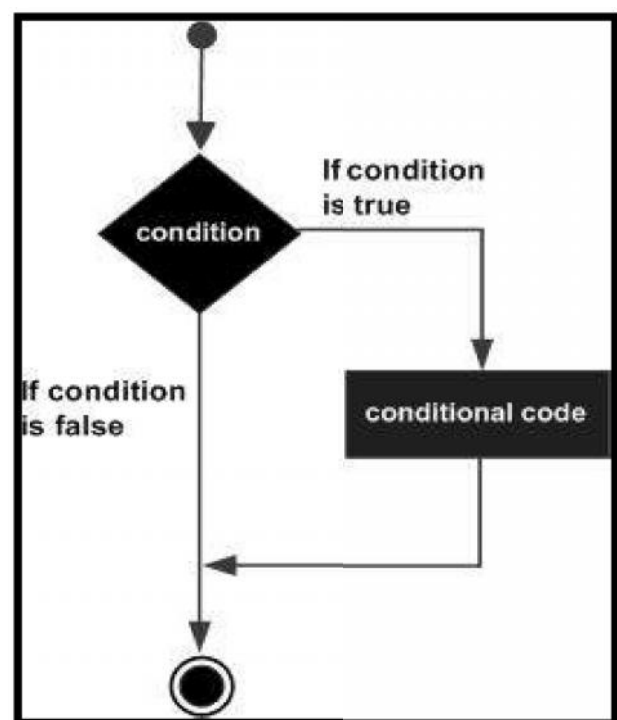 If condition
is true
condition
If condition
is false
conditional code